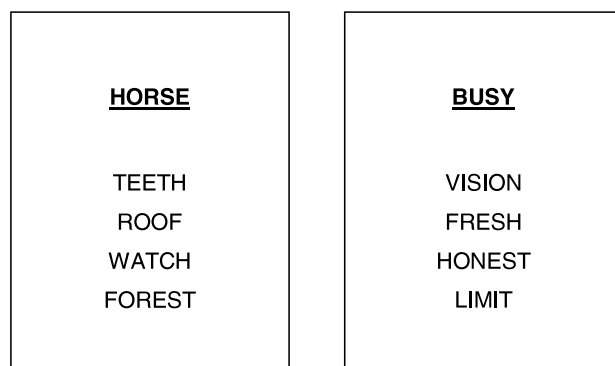 HORSE
TEETH
ROOF
WATCH
FOREST
BUSY
VISION
FRESH
HONEST
LIMIT